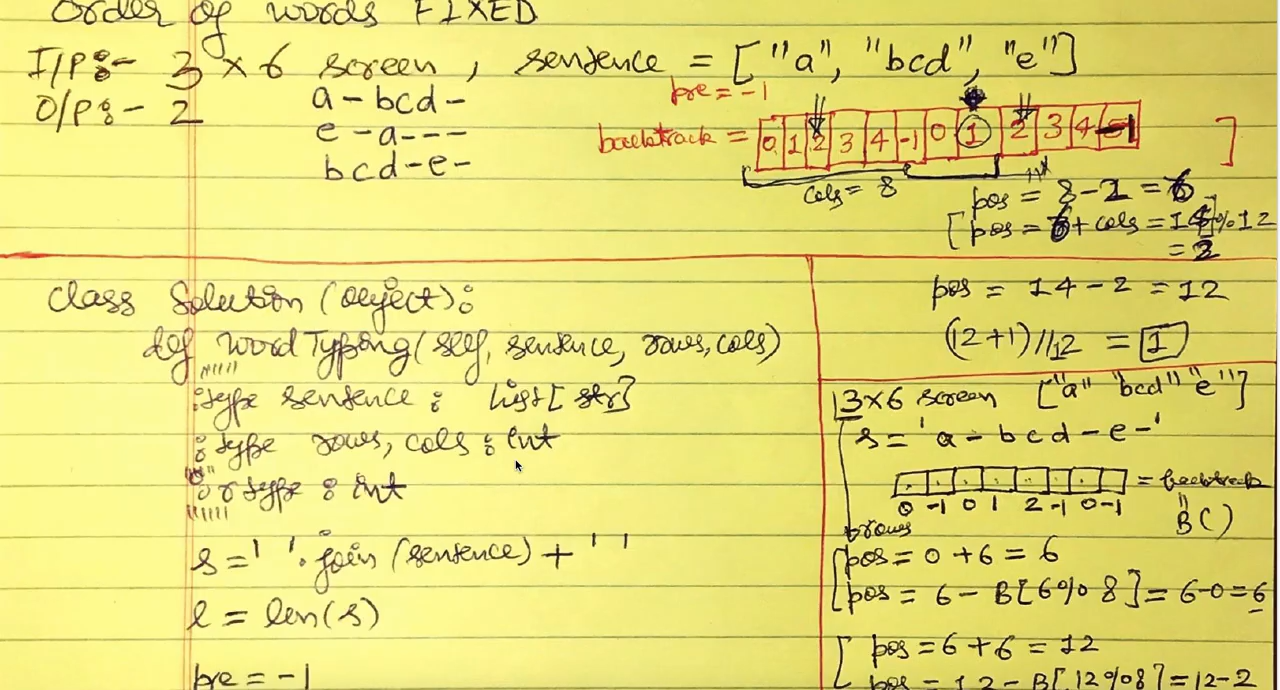 Order of words FIXED
I/P:- 3 × 6 screen, sentence = ["a", "bcd", "e"]
O/P:- 2
a-bcd-
e-a---
bcd-e-
pre = -1
backtrack = 0 1 2 3 4 -1 0 1 2 3 4 -1 ]
cols = 8
pos = 8 - 2 = 6
[pos = 6 + cols = 14] % 12
= 2
pos = 14 - 2 = 12
(12+1)//12 = 1
class Solution (object):
def wordTyping(self, sentence, rows, cols)
"""""
:type sentence : List[str]
:type rows, cols : int
:rtype : int
"""""
s = ' '.join (sentence) + ' '
l = len(s)
pre = -1
3×6 screen ["a" "bcd" "e"]
s = 'a-bcd-e-'
= backtrack
0 -1 0 1 2 -1 0 -1
B()
rows
pos = 0 + 6 = 6
pos = 6 - B[6%8] = 6-0 = 6
pos = 6 + 6 = 12
pos = 12 - B[12%8] = 12-2